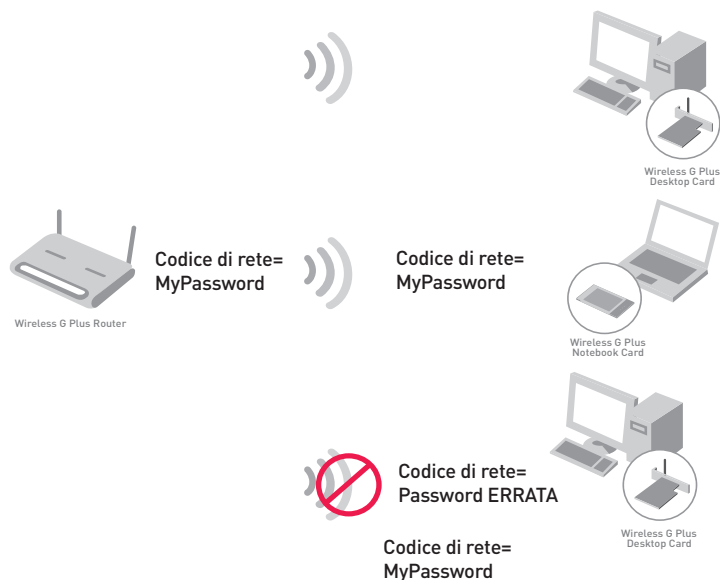 Wireless G Plus
Desktop Card
Codice di rete=
MyPassword
Codice di rete=
MyPassword
Wireless G Plus Router
Wireless G Plus
Notebook Card
Codice di rete=
Password ERRATA
Wireless G Plus
Desktop Card
Codice di rete=
MyPassword